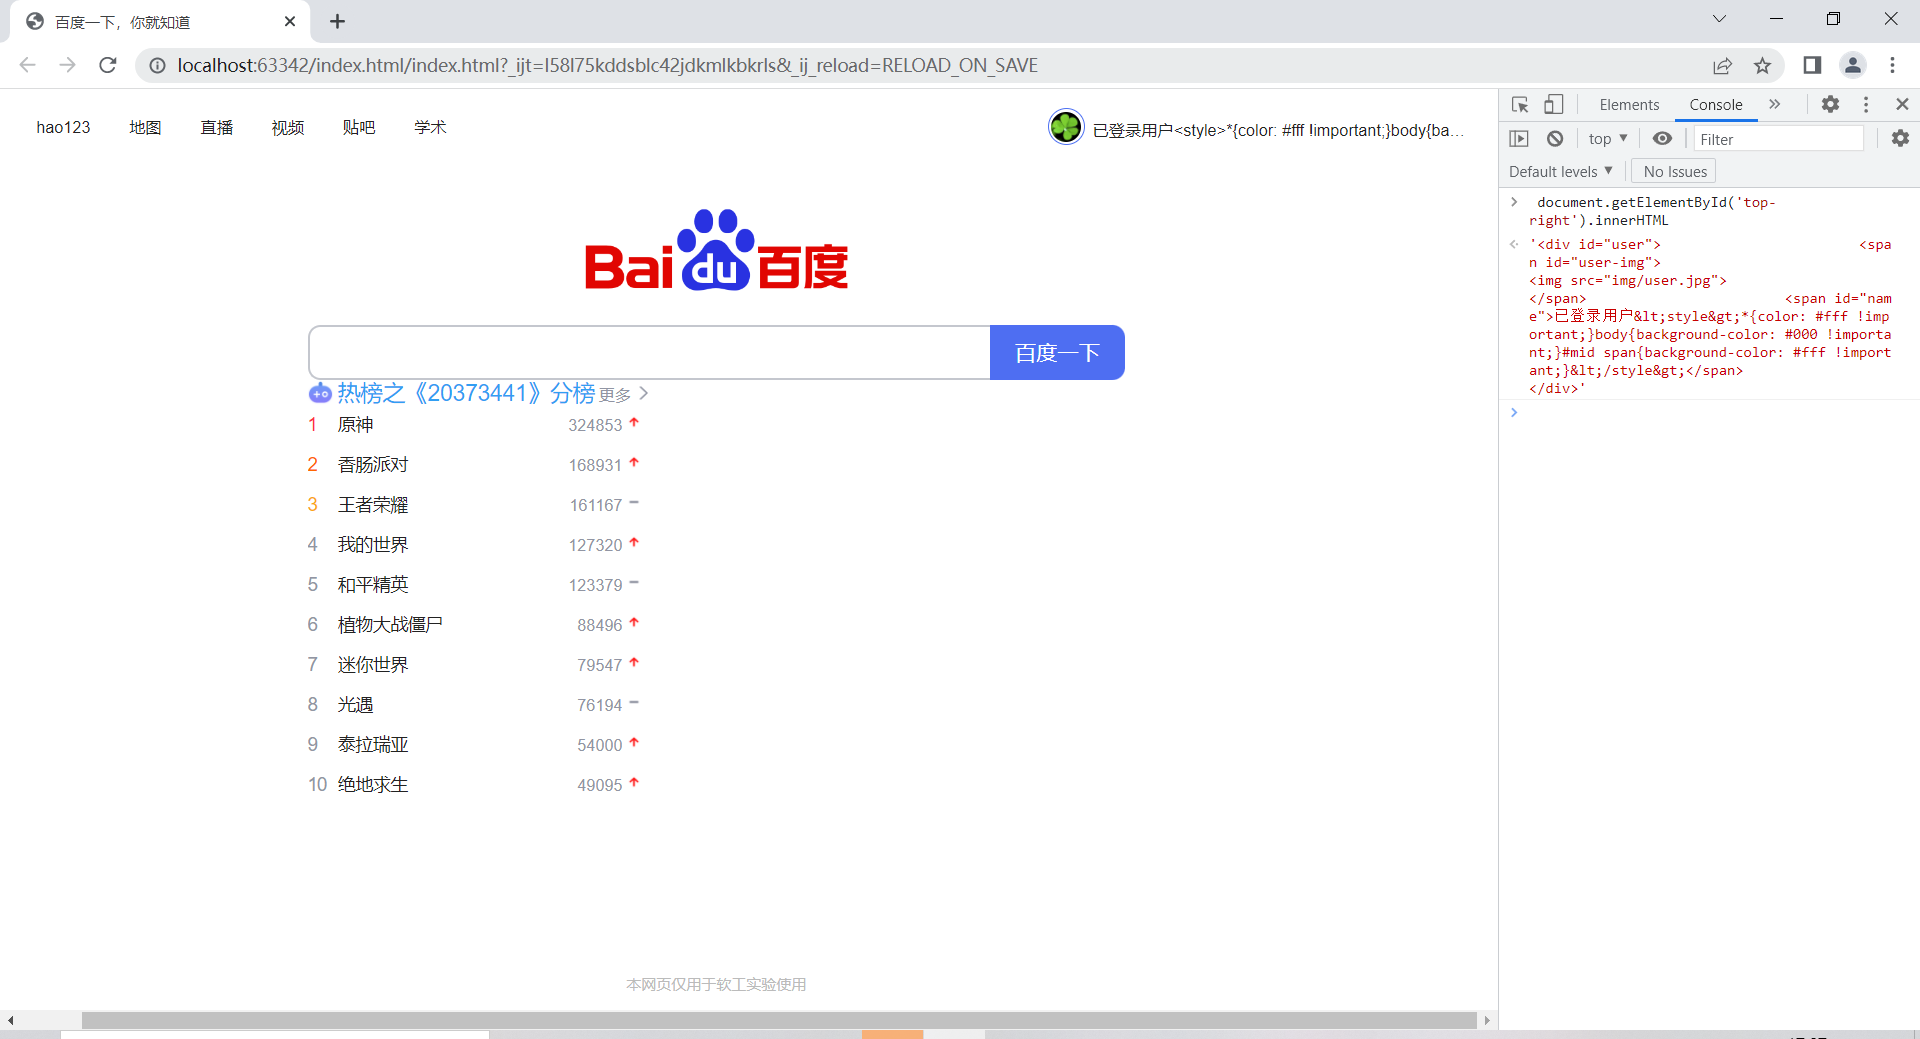 百度一下，你就知道
localhost:63342/index.html/index.html?_ijt=l58l75kddsblc42jdkmlkbkrls&_ij_reload=RELOAD_ON_SAVE
hao123 地图 直播 视频 贴吧 学术
已登录用户<style>*{color: #fff !important;}body{ba...
Bai du 百度
百度一下
热榜之《20373441》分榜 更多
1 原神 324853
2 香肠派对 168931
3 王者荣耀 161167
4 我的世界 127320
5 和平精英 123379
6 植物大战僵尸 88496
7 迷你世界 79547
8 光遇 76194
9 泰拉瑞亚 54000
10 绝地求生 49095
本网页仅用于软工实验使用
Elements Console
top Filter
Default levels No Issues
document.getElementById('top-
right').innerHTML
'<div id="user"> <spa
n id="user-img">
<img src="img/user.jpg">
</span> <span id="nam
e">已登录用户&lt;style&gt;*{color: #fff !imp
ortant;}body{background-color: #000 !importa
nt;}#mid span{background-color: #fff !import
ant;}&lt;/style&gt;</span>
</div>'